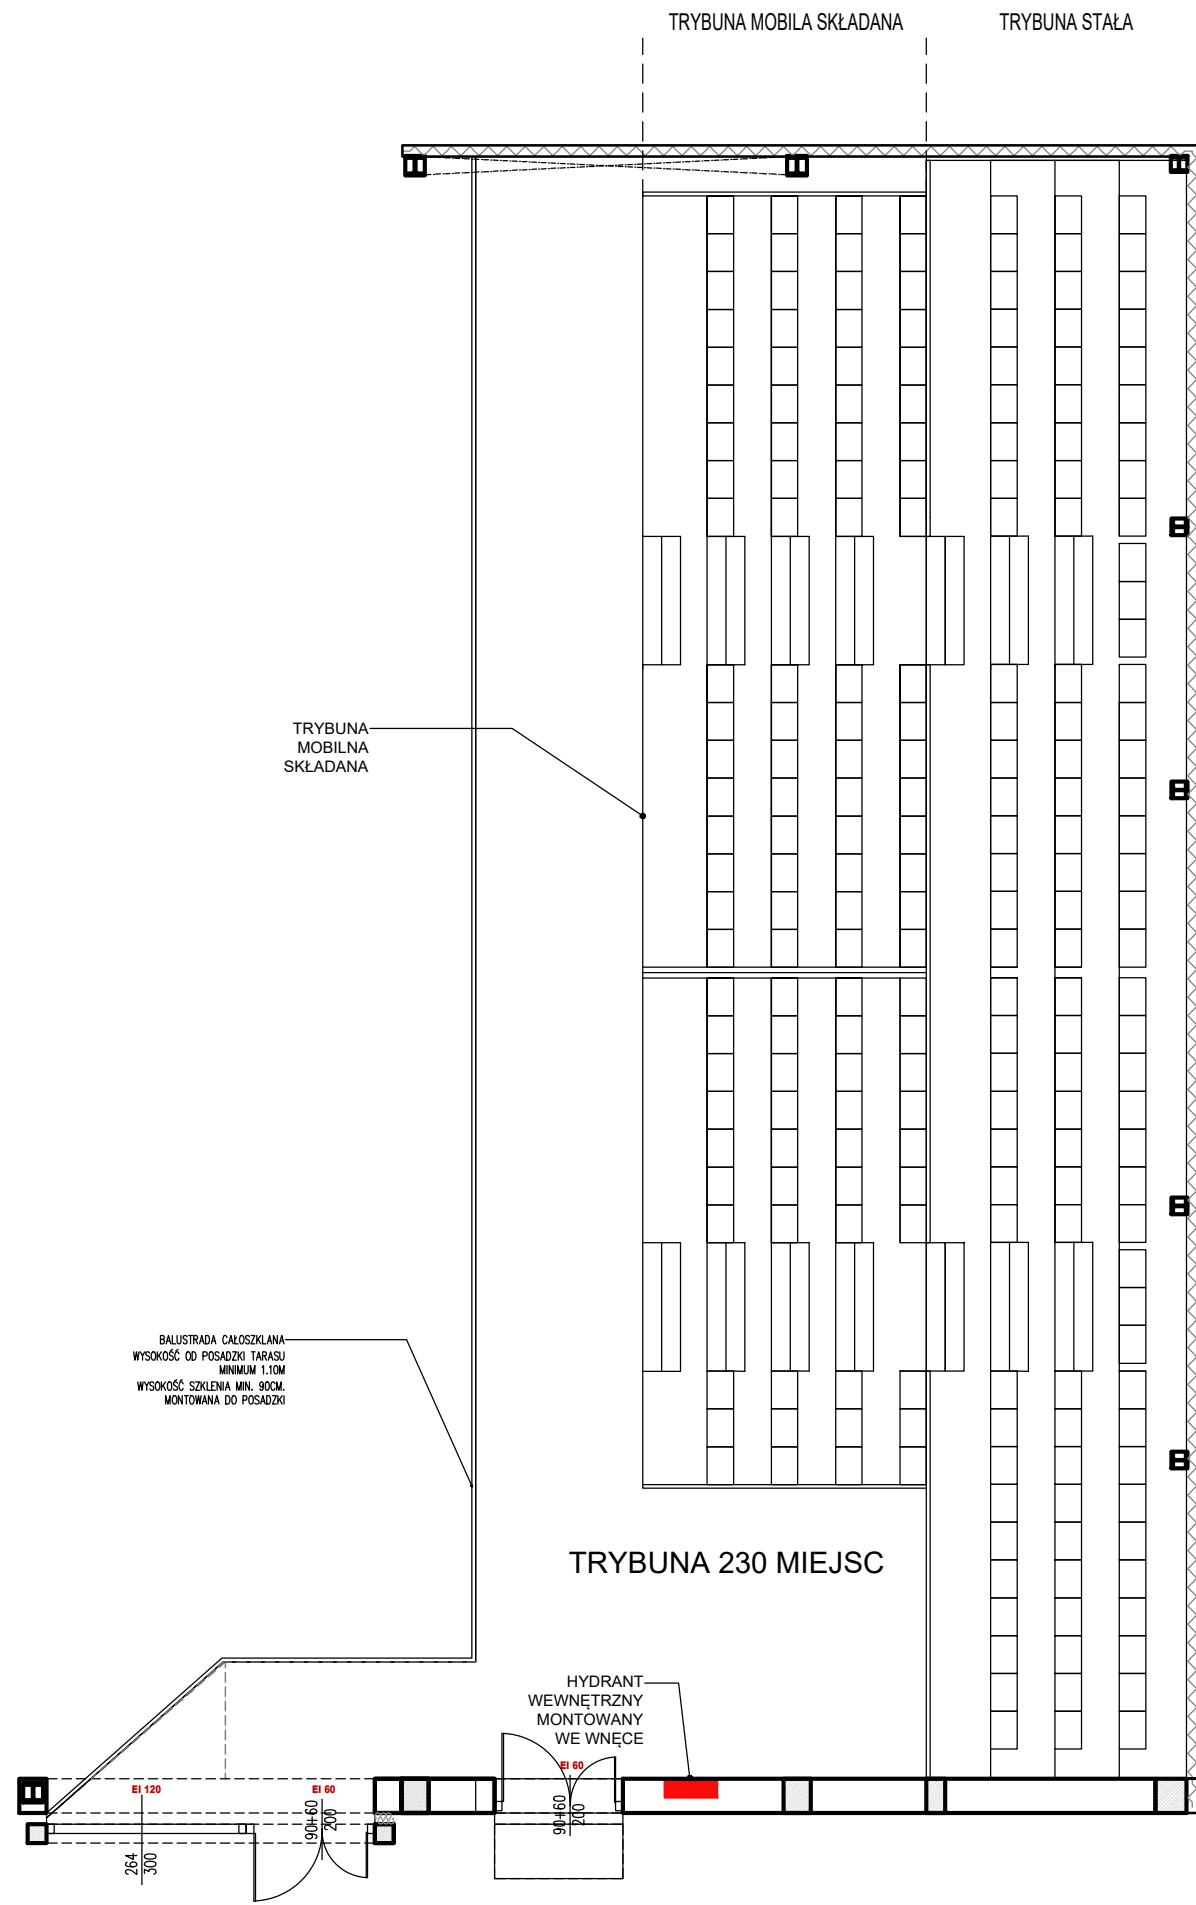 TRYBUNA MOBILA SKŁADANA
TRYBUNA STAŁA
TRYBUNA
MOBILNA
SKŁADANA
BALUSTRADA CAŁOSZKLANA
WYSOKOŚĆ OD POSADZKI TARASU
MINIMUM 1.10M
WYSOKOŚĆ SZKLENIA MIN. 90CM.
MONTOWANA DO POSADZKI
TRYBUNA 230 MIEJSC
HYDRANT
WEWNĘTRZNY
MONTOWANY
WE WNĘCE
EI 60
EI 120
EI 60
90+60
200
90+60
200
264
300